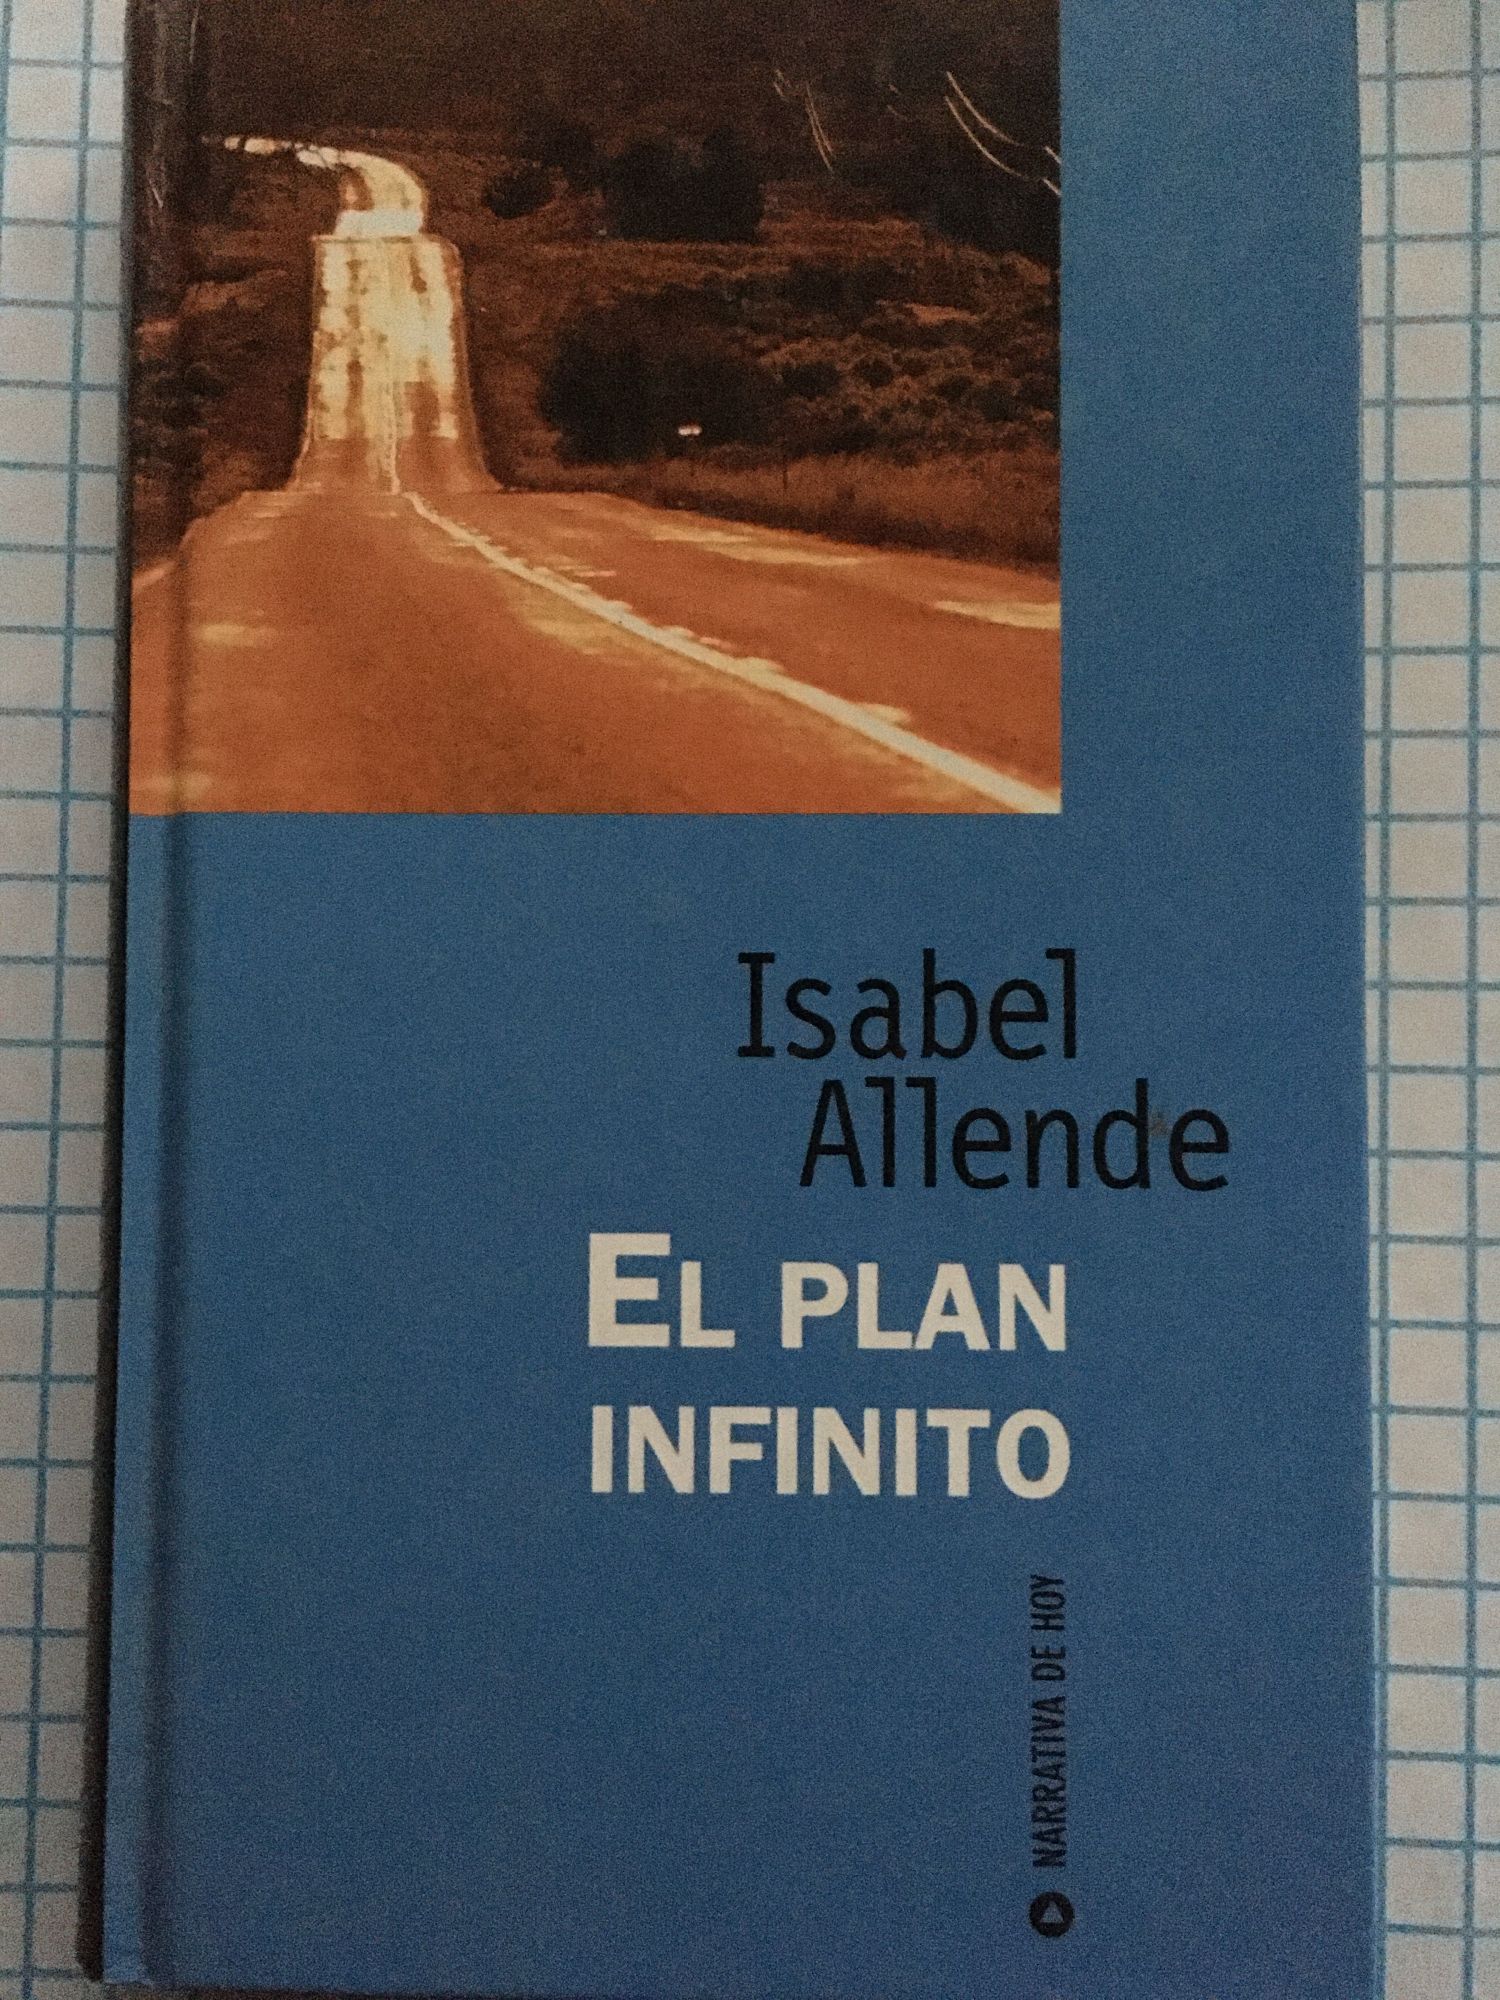 Isabel
Allende
EL PLAN
INFINITO
NARRATIVA DE HOY